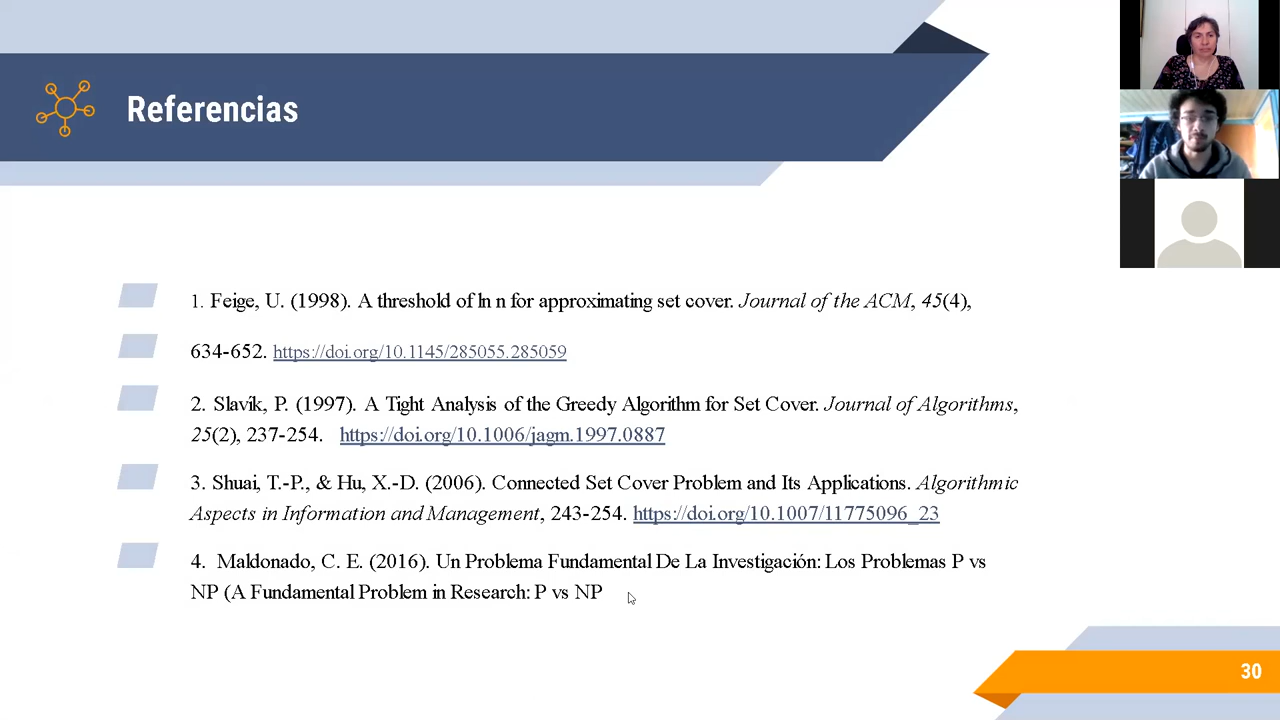 Referencias
1. Feige, U. (1998). A threshold of ln n for approximating set cover. Journal of the ACM, 45(4),
634-652. https://doi.org/10.1145/285055.285059
2. Slavík, P. (1997). A Tight Analysis of the Greedy Algorithm for Set Cover. Journal of Algorithms,
25(2), 237-254. https://doi.org/10.1006/jagm.1997.0887
3. Shuai, T.-P., & Hu, X.-D. (2006). Connected Set Cover Problem and Its Applications. Algorithmic
Aspects in Information and Management, 243-254. https://doi.org/10.1007/11775096_23
4. Maldonado, C. E. (2016). Un Problema Fundamental De La Investigación: Los Problemas P vs
NP (A Fundamental Problem in Research: P vs NP
30